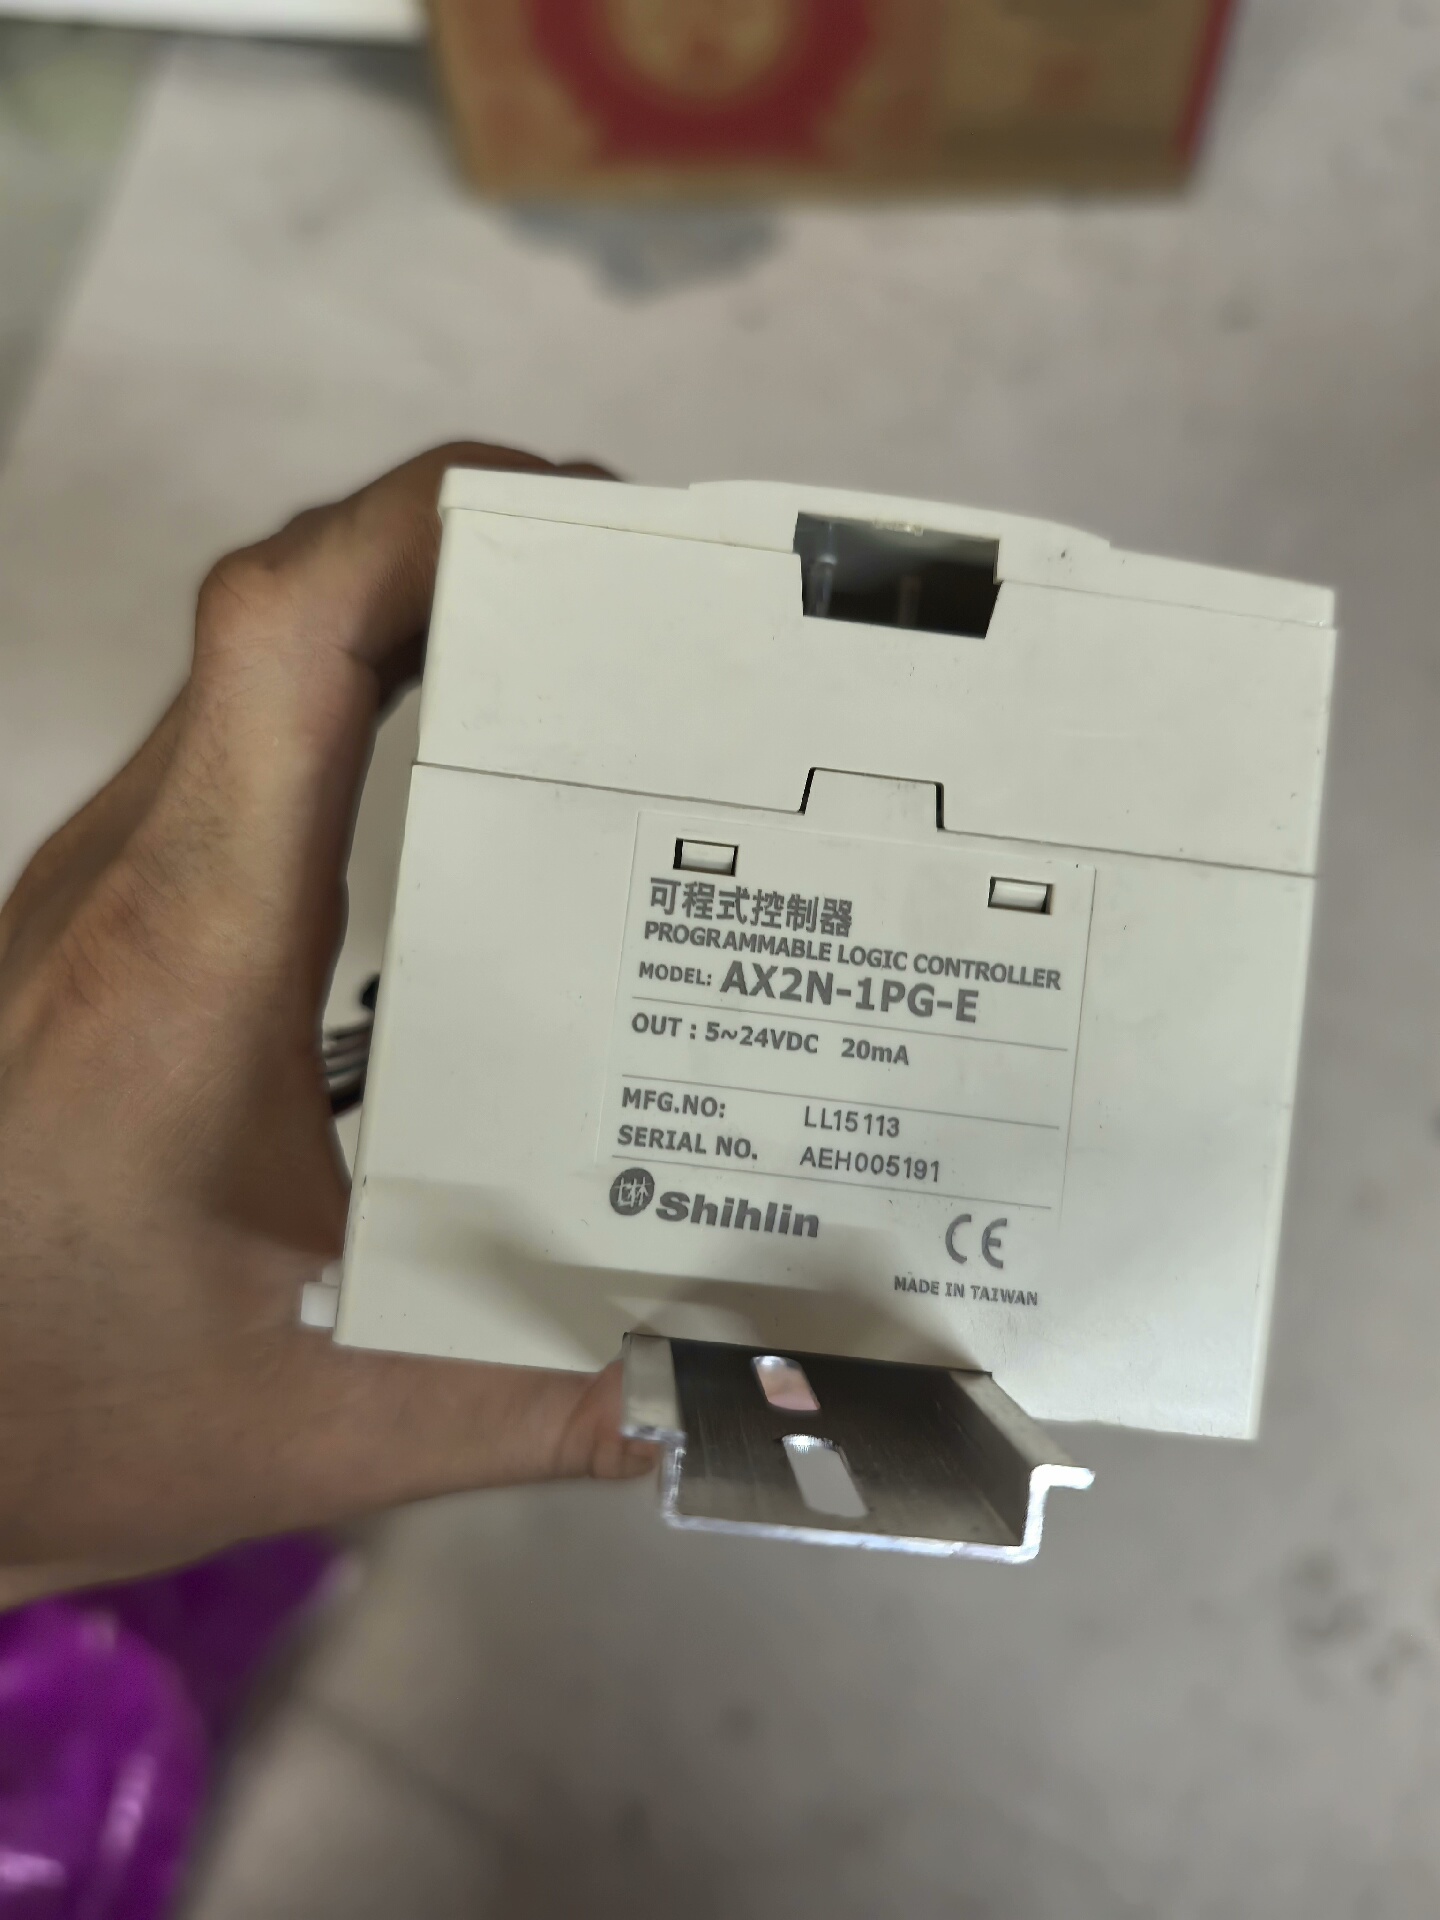 可程式控制器
PROGRAMMABLE LOGIC CONTROLLER
MODEL: AX2N-1PG-E
OUT : 5~24VDC 20mA
MFG.NO: LL15113
SERIAL NO. AEH005191
Shihlin
CE
MADE IN TAIWAN